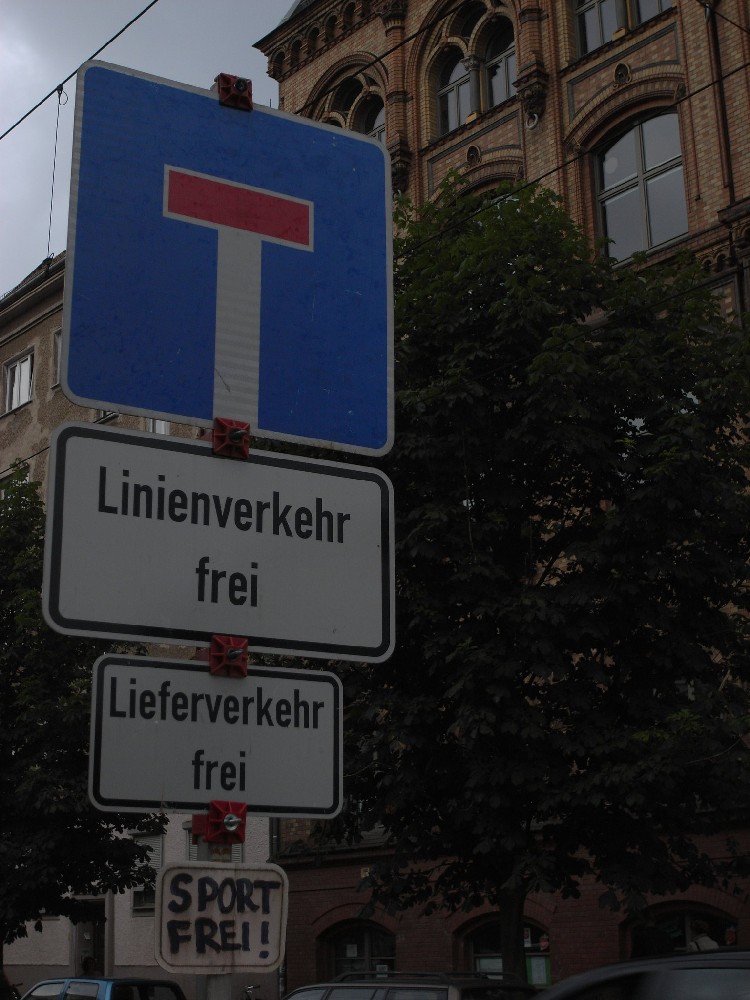 Linienverkehr
frei
Lieferverkehr
frei
SPORT
FREI!